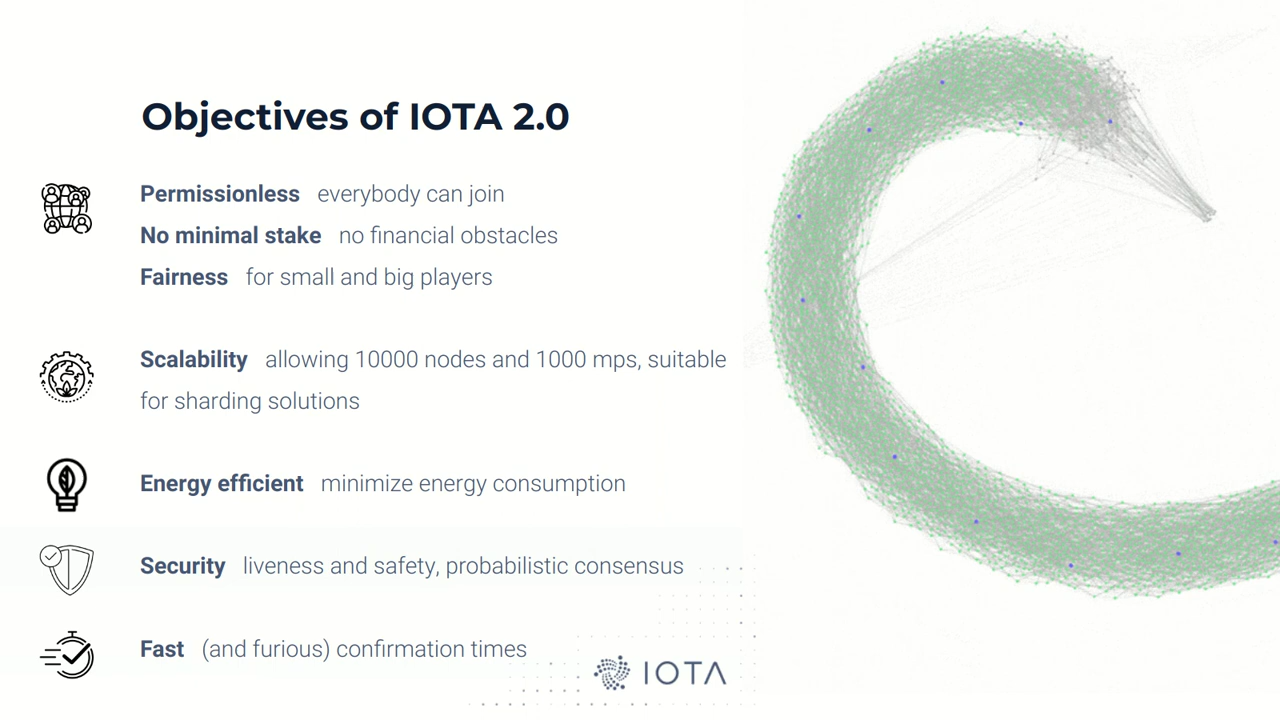 Objectives of IOTA 2.0
Permissionless everybody can join
No minimal stake no financial obstacles
Fairness for small and big players
Scalability allowing 10000 nodes and 1000 mps, suitable
for sharding solutions
Energy efficient minimize energy consumption
Security liveness and safety, probabilistic consensus
Fast (and furious) confirmation times
IOTA